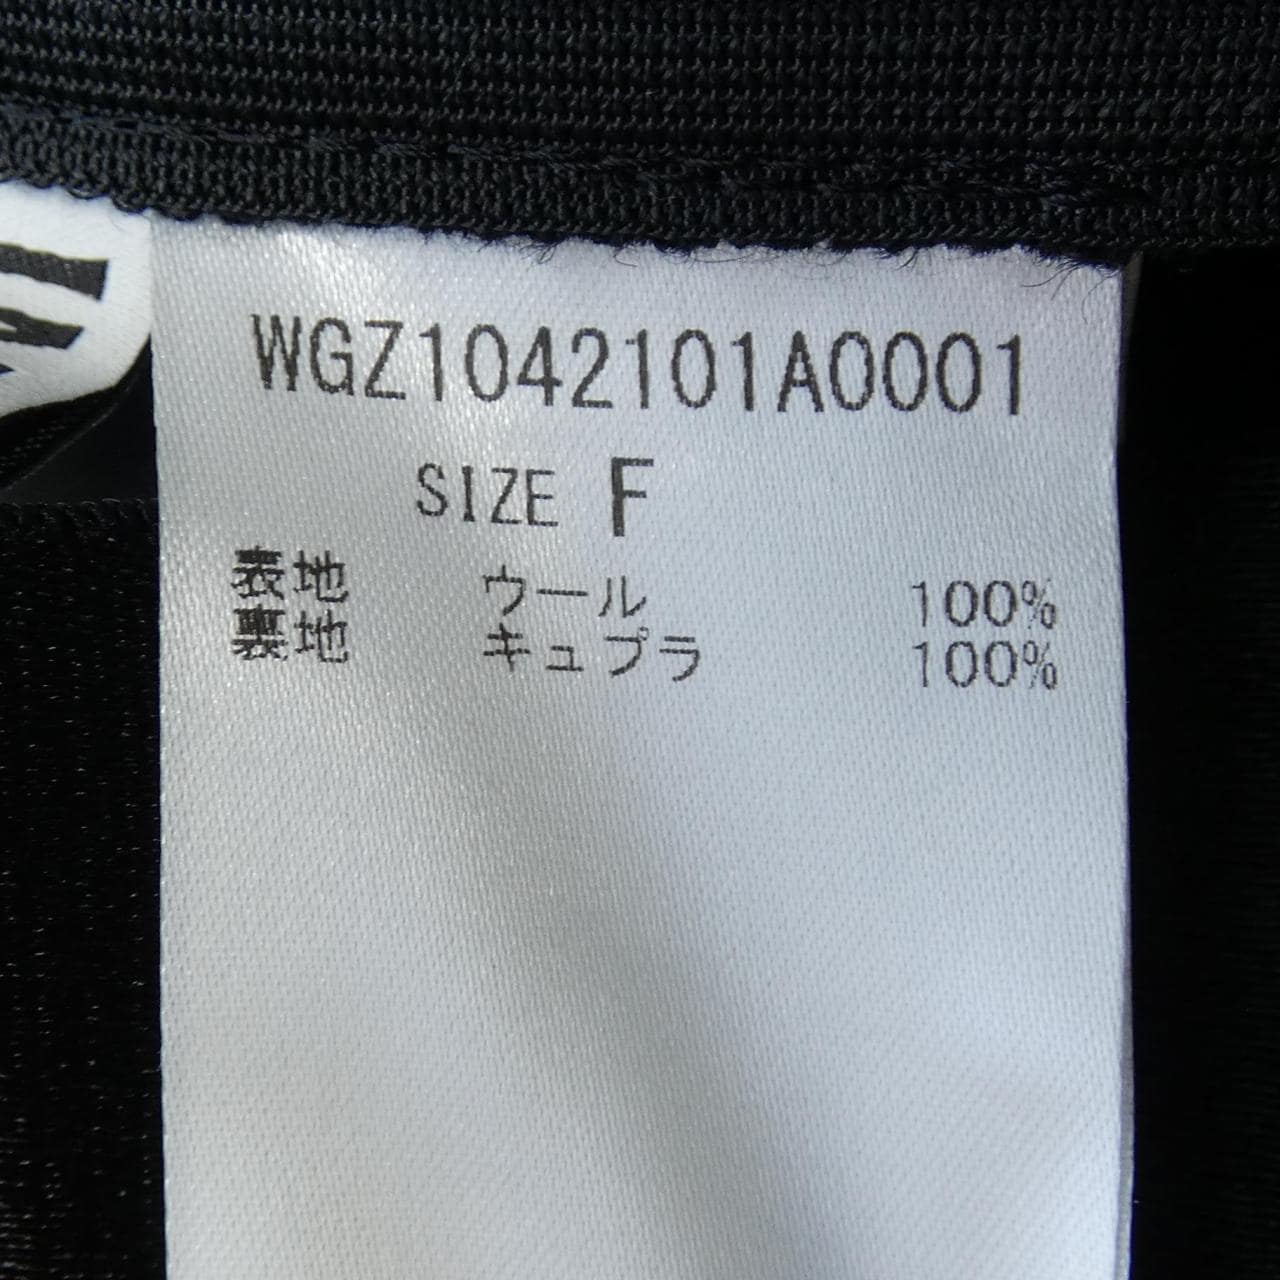 WGZ1042101A0001
SIZE F
表地 ウール 100%
裏地 キュプラ 100%